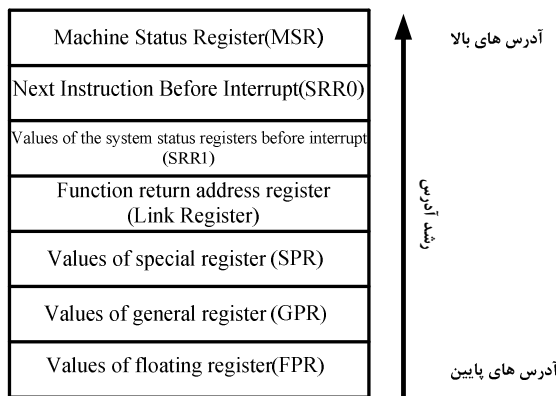 Machine Status Register(MSR)
آدرس های بالا
Next Instruction Before Interrupt(SRR0)
Values of the system status registers before interrupt
(SRR1)
Function return address register
(Link Register)
رشد آدرس
Values of special register (SPR)
Values of general register (GPR)
Values of floating register(FPR)
آدرس های پایین